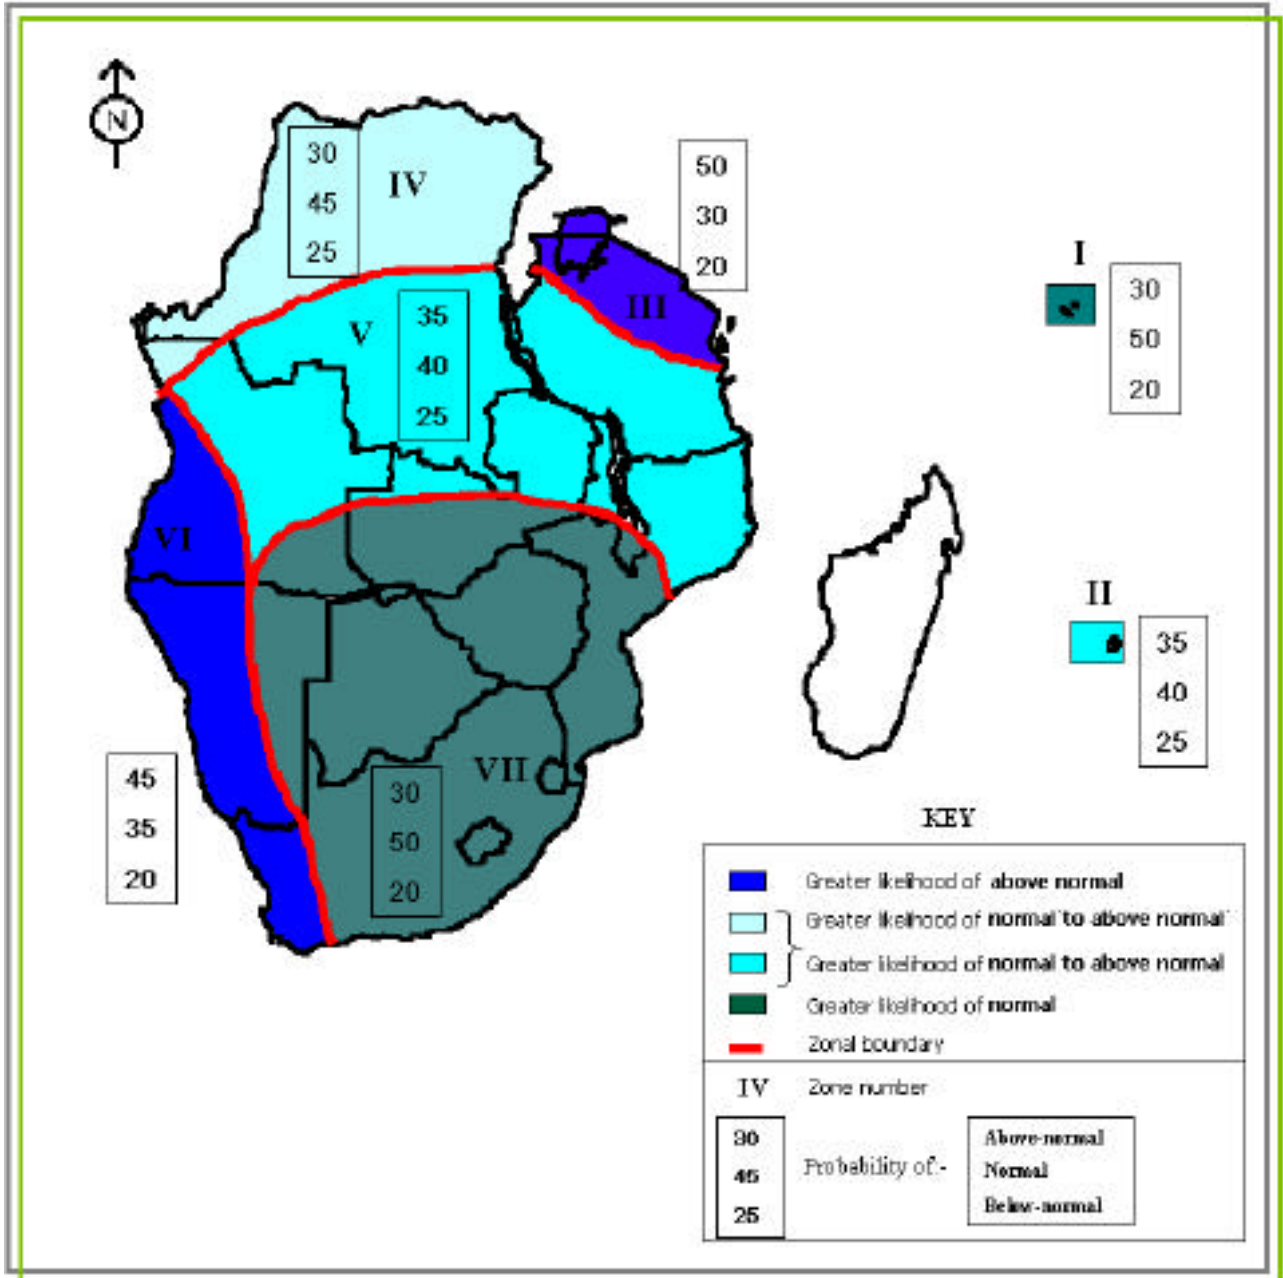 N
30
45
25
IV
50
30
20
III
I
30
50
20
V
35
40
25
VI
II
35
40
25
45
35
20
VII
30
50
20
KEY
Greater likelihood of above normal
Greater likelihood of normal to above normal
Greater likelihood of normal to above normal
Greater likelihood of normal
Zonal boundary
IV Zone number
30
45
25
Probability of:-
Above-normal
Normal
Below-normal